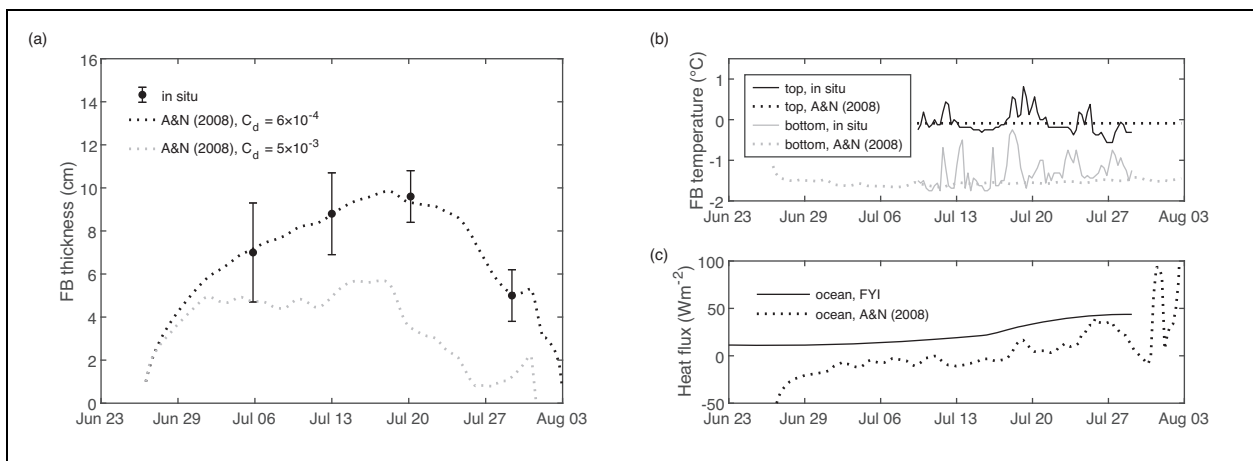 (a)
FB thickness (cm)
16
14
12
10
8
6
4
2
0
in situ
A&N (2008), C_d = 6×10⁻⁴
A&N (2008), C_d = 5×10⁻³
Jun 23 Jun 29 Jul 06 Jul 13 Jul 20 Jul 27 Aug 03
(b)
FB temperature (°C)
1
0
-1
-2
top, in situ
top, A&N (2008)
bottom, in situ
bottom, A&N (2008)
Jun 23 Jun 29 Jul 06 Jul 13 Jul 20 Jul 27 Aug 03
(c)
Heat flux (Wm⁻²)
100
50
0
-50
ocean, FYI
ocean, A&N (2008)
Jun 23 Jun 29 Jul 06 Jul 13 Jul 20 Jul 27 Aug 03